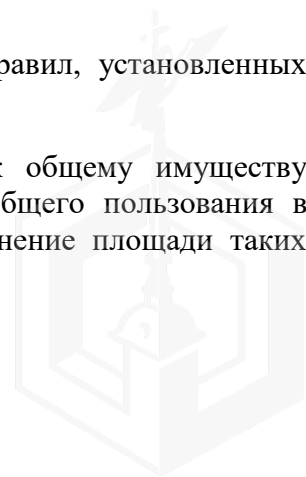 равил, установленных
общему имуществу
бщего пользования в
нение площади таких